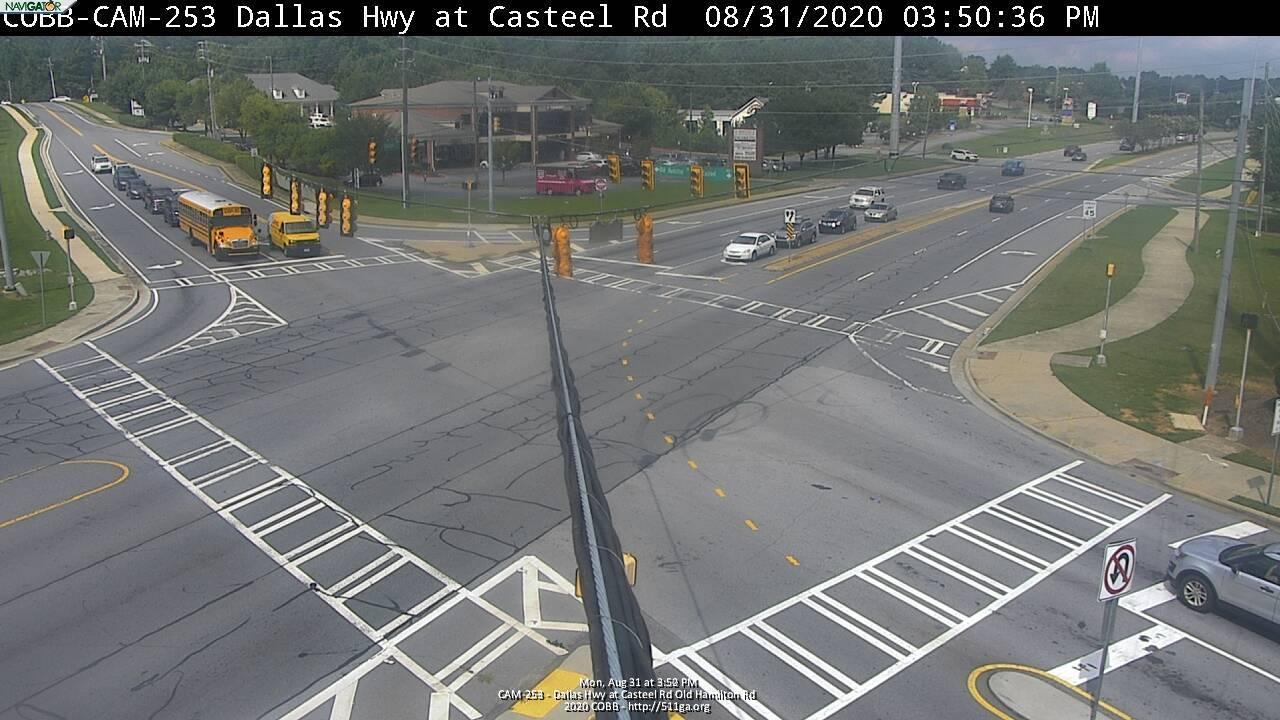 NAVIGATOR
COBB-CAM-253 Dallas Hwy at Casteel Rd 08/31/2020 03:50:36 PM
Mon, Aug 31 at 3:52 PM
CAM-253 - Dallas Hwy at Casteel Rd Old Hamilton Rd
2020 COBB - http://511ga.org